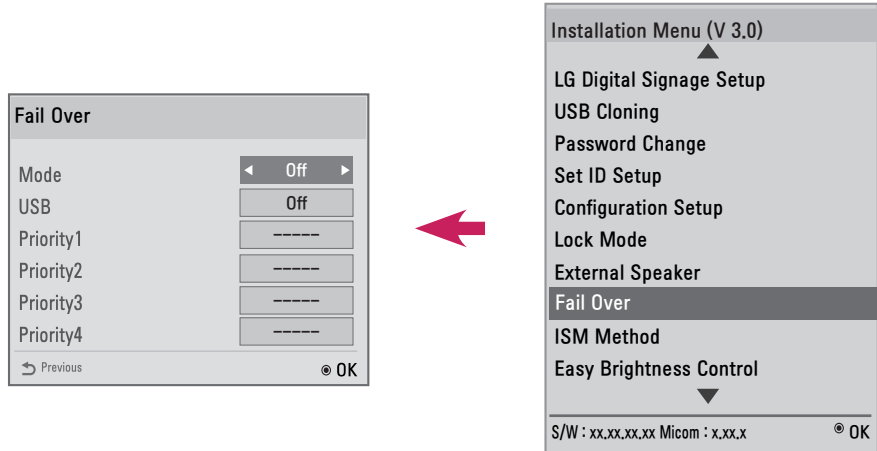 Fail Over
Mode ◄ Off ►
USB Off
Priority1 -----
Priority2 -----
Priority3 -----
Priority4 -----
Previous ◉ OK
Installation Menu (V 3.0)
LG Digital Signage Setup
USB Cloning
Password Change
Set ID Setup
Configuration Setup
Lock Mode
External Speaker
Fail Over
ISM Method
Easy Brightness Control
S/W : xx.xx.xx.xx Micom : x.xx.x ◉ OK